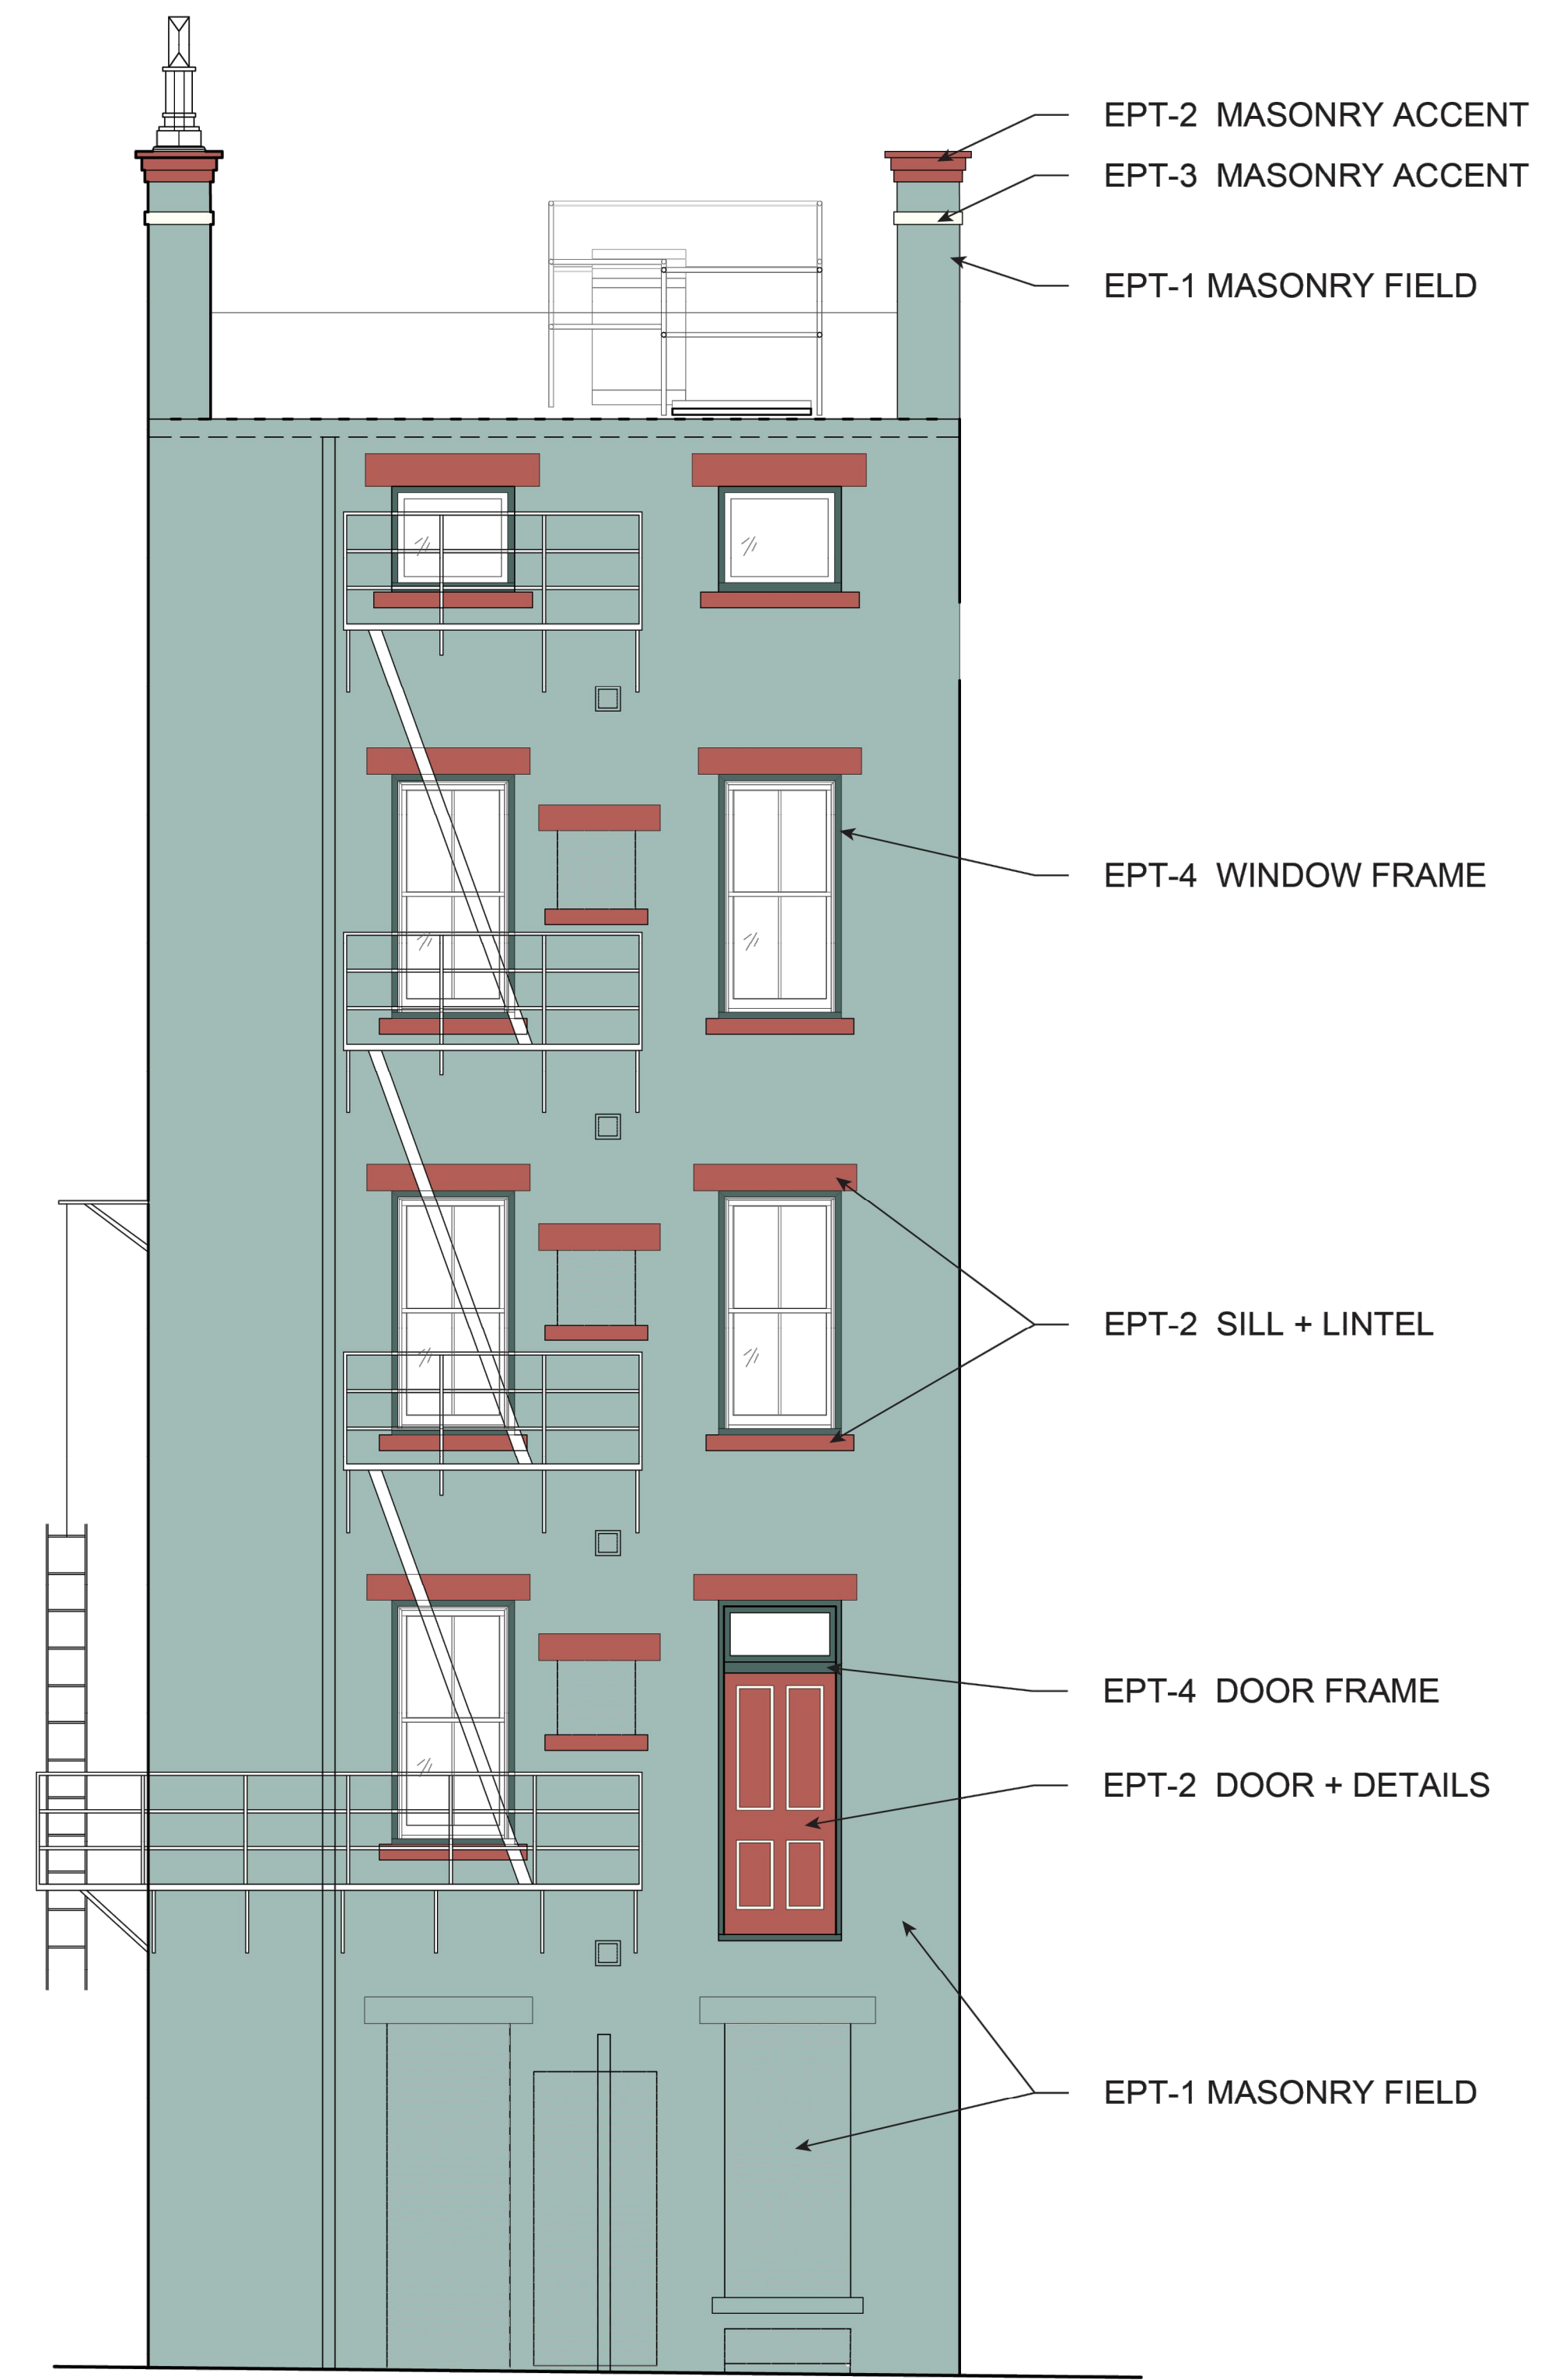 EPT-2 MASONRY ACCENT
EPT-3 MASONRY ACCENT
EPT-1 MASONRY FIELD
EPT-4 WINDOW FRAME
EPT-2 SILL + LINTEL
EPT-4 DOOR FRAME
EPT-2 DOOR + DETAILS
EPT-1 MASONRY FIELD